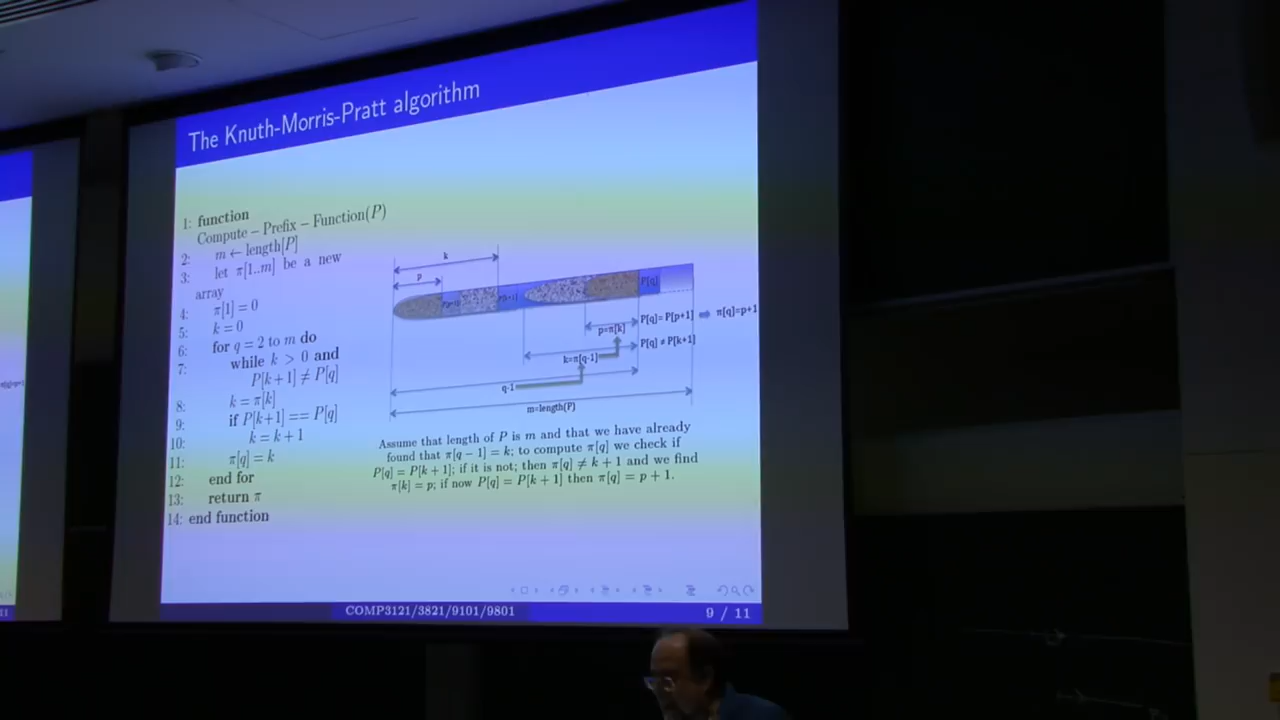 The Knuth-Morris-Pratt algorithm
1: function
Compute – Prefix – Function(P)
2: m ← length[P]
3: let π[1..m] be a new
array
4: π[1] = 0
5: k = 0
6: for q = 2 to m do
7: while k > 0 and
P[k+1] ≠ P[q]
8: k = π[k]
9: if P[k+1] == P[q]
10: k = k + 1
11: π[q] = k
12: end for
13: return π
14: end function
k
p
P[q]
P[q]= P[p+1] ➡ π[q]=p+1
p=π[k]
P[q] ≠ P[k+1]
k=π[q-1]
q-1
m=length(P)
Assume that length of P is m and that we have already
found that π[q − 1] = k; to compute π[q] we check if
P[q] = P[k + 1]; if it is not; then π[q] ≠ k + 1 and we find
π[k] = p; if now P[q] = P[k + 1] then π[q] = p + 1.
COMP3121/3821/9101/9801
9 / 11
11